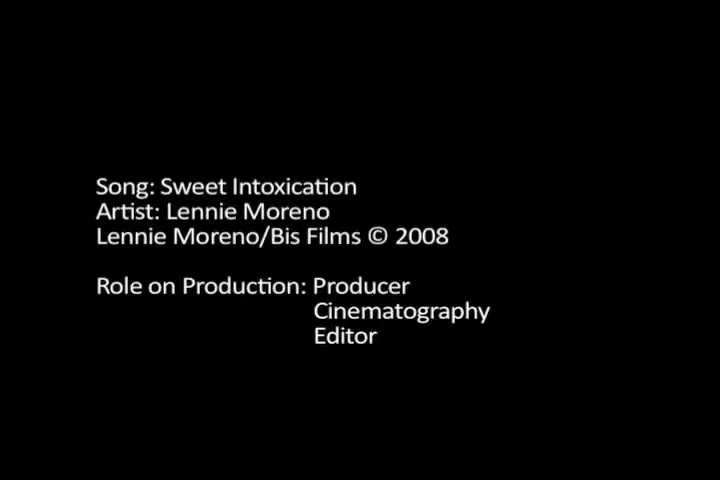 Song: Sweet Intoxication
Artist: Lennie Moreno
Lennie Moreno/Bis Films © 2008
Role on Production: Producer
Cinematography
Editor